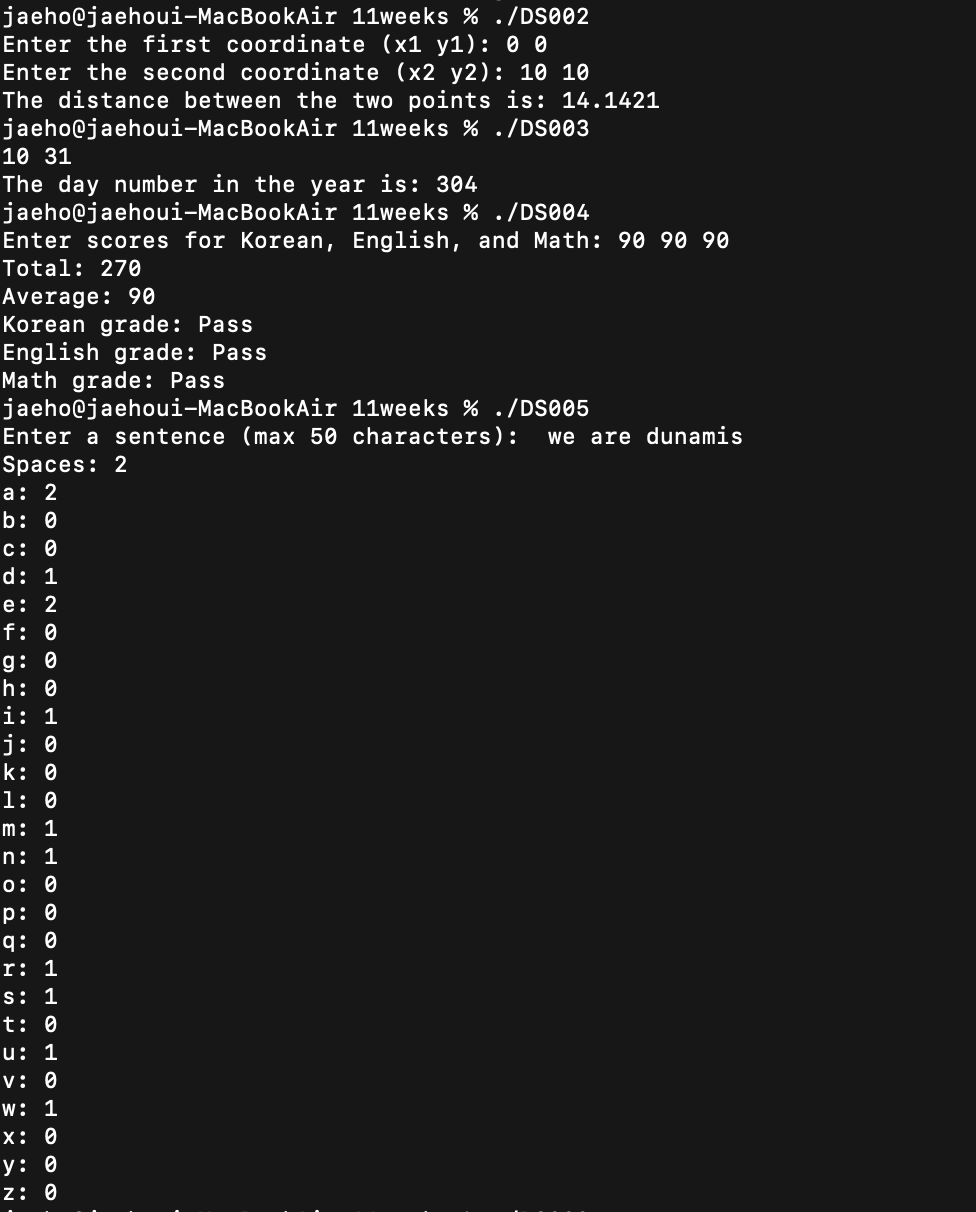 jaeho@jaehoui-MacBookAir 11weeks % ./DS002
Enter the first coordinate (x1 y1): 0 0
Enter the second coordinate (x2 y2): 10 10
The distance between the two points is: 14.1421
jaeho@jaehoui-MacBookAir 11weeks % ./DS003
10 31
The day number in the year is: 304
jaeho@jaehoui-MacBookAir 11weeks % ./DS004
Enter scores for Korean, English, and Math: 90 90 90
Total: 270
Average: 90
Korean grade: Pass
English grade: Pass
Math grade: Pass
jaeho@jaehoui-MacBookAir 11weeks % ./DS005
Enter a sentence (max 50 characters):  we are dunamis
Spaces: 2
a: 2
b: 0
c: 0
d: 1
e: 2
f: 0
g: 0
h: 0
i: 1
j: 0
k: 0
l: 0
m: 1
n: 1
o: 0
p: 0
q: 0
r: 1
s: 1
t: 0
u: 1
v: 0
w: 1
x: 0
y: 0
z: 0